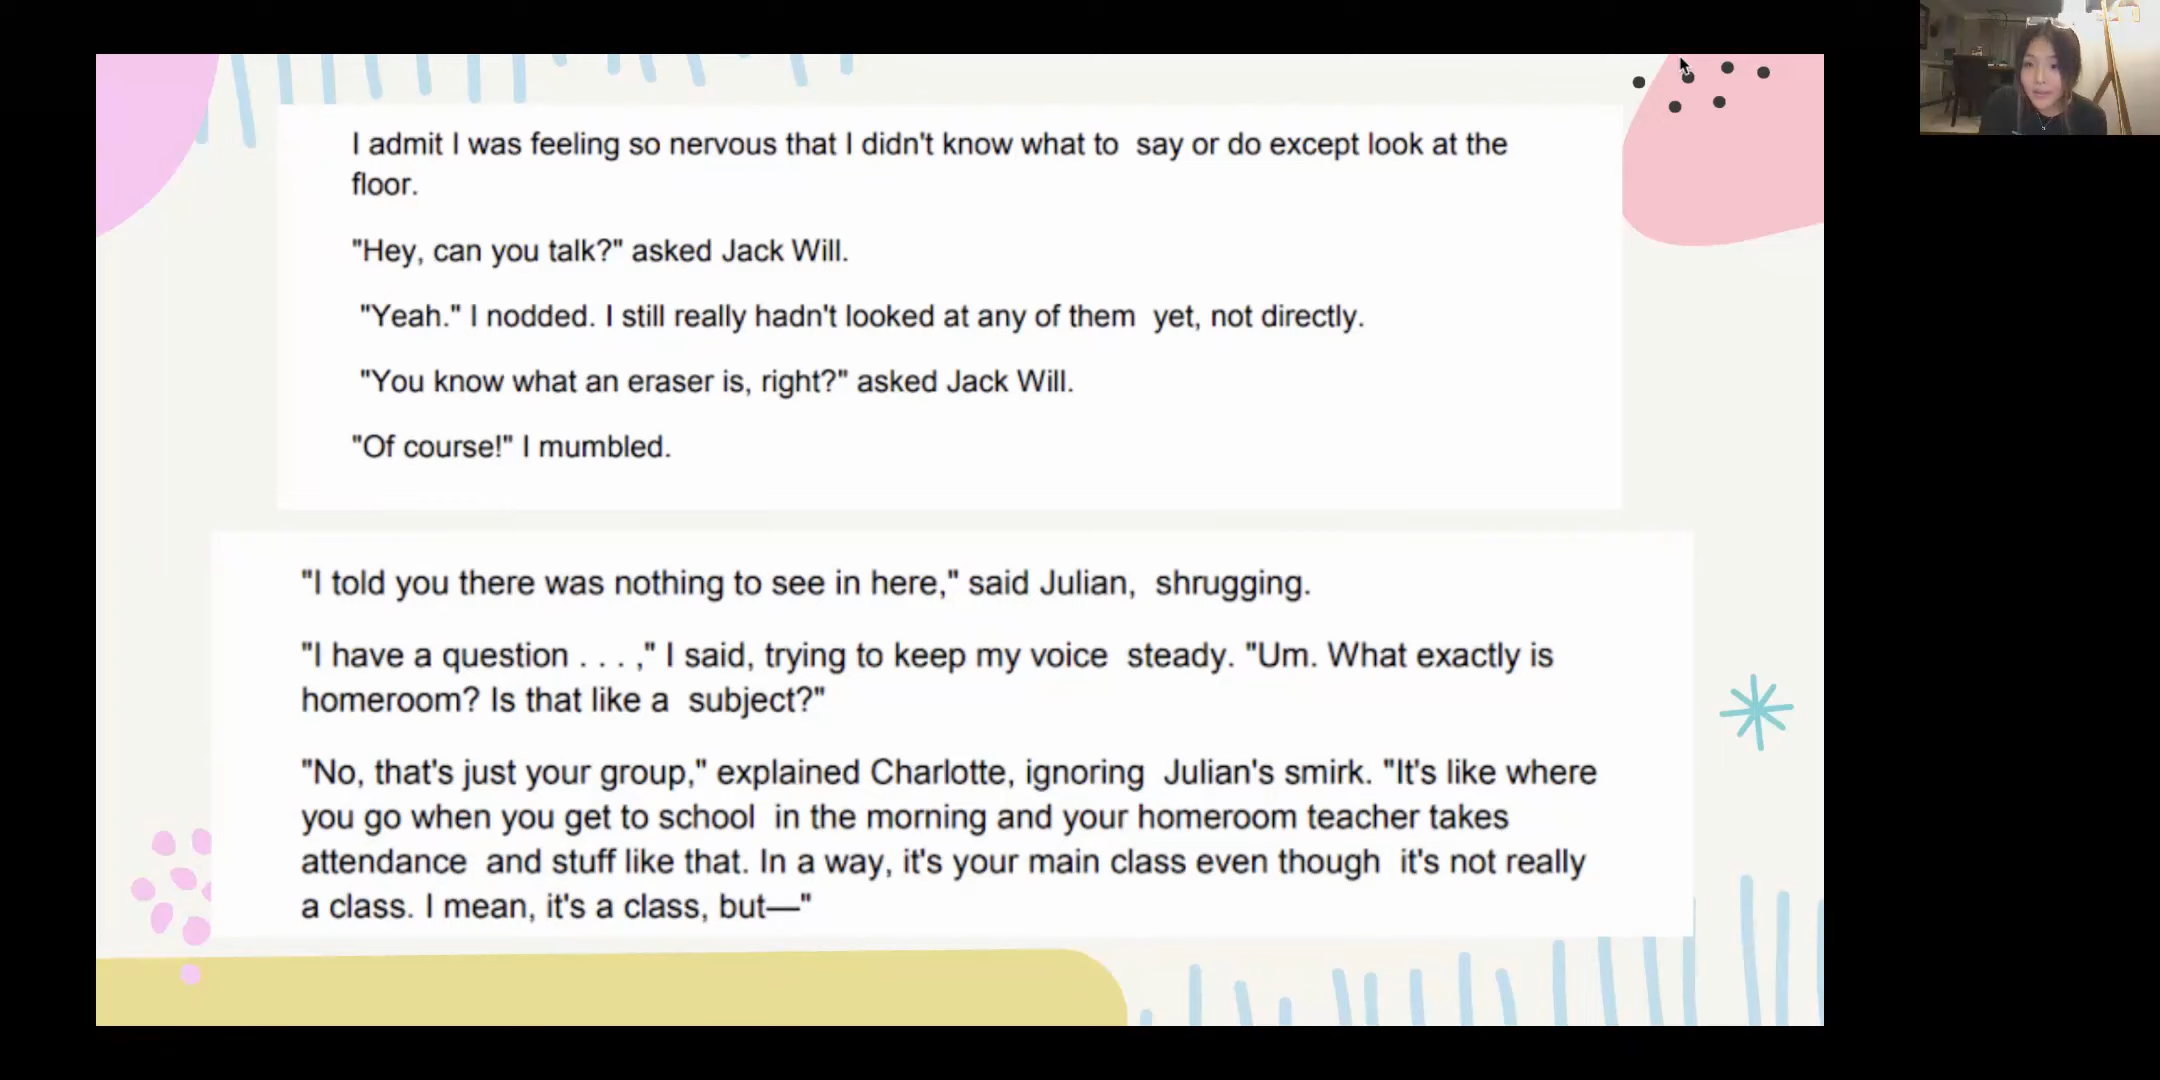 I admit I was feeling so nervous that I didn't know what to say or do except look at the
floor.
"Hey, can you talk?" asked Jack Will.
"Yeah." I nodded. I still really hadn't looked at any of them yet, not directly.
"You know what an eraser is, right?" asked Jack Will.
"Of course!" I mumbled.
"I told you there was nothing to see in here," said Julian, shrugging.
"I have a question . . . ," I said, trying to keep my voice steady. "Um. What exactly is
homeroom? Is that like a subject?"
"No, that's just your group," explained Charlotte, ignoring Julian's smirk. "It's like where
you go when you get to school in the morning and your homeroom teacher takes
attendance and stuff like that. In a way, it's your main class even though it's not really
a class. I mean, it's a class, but—"